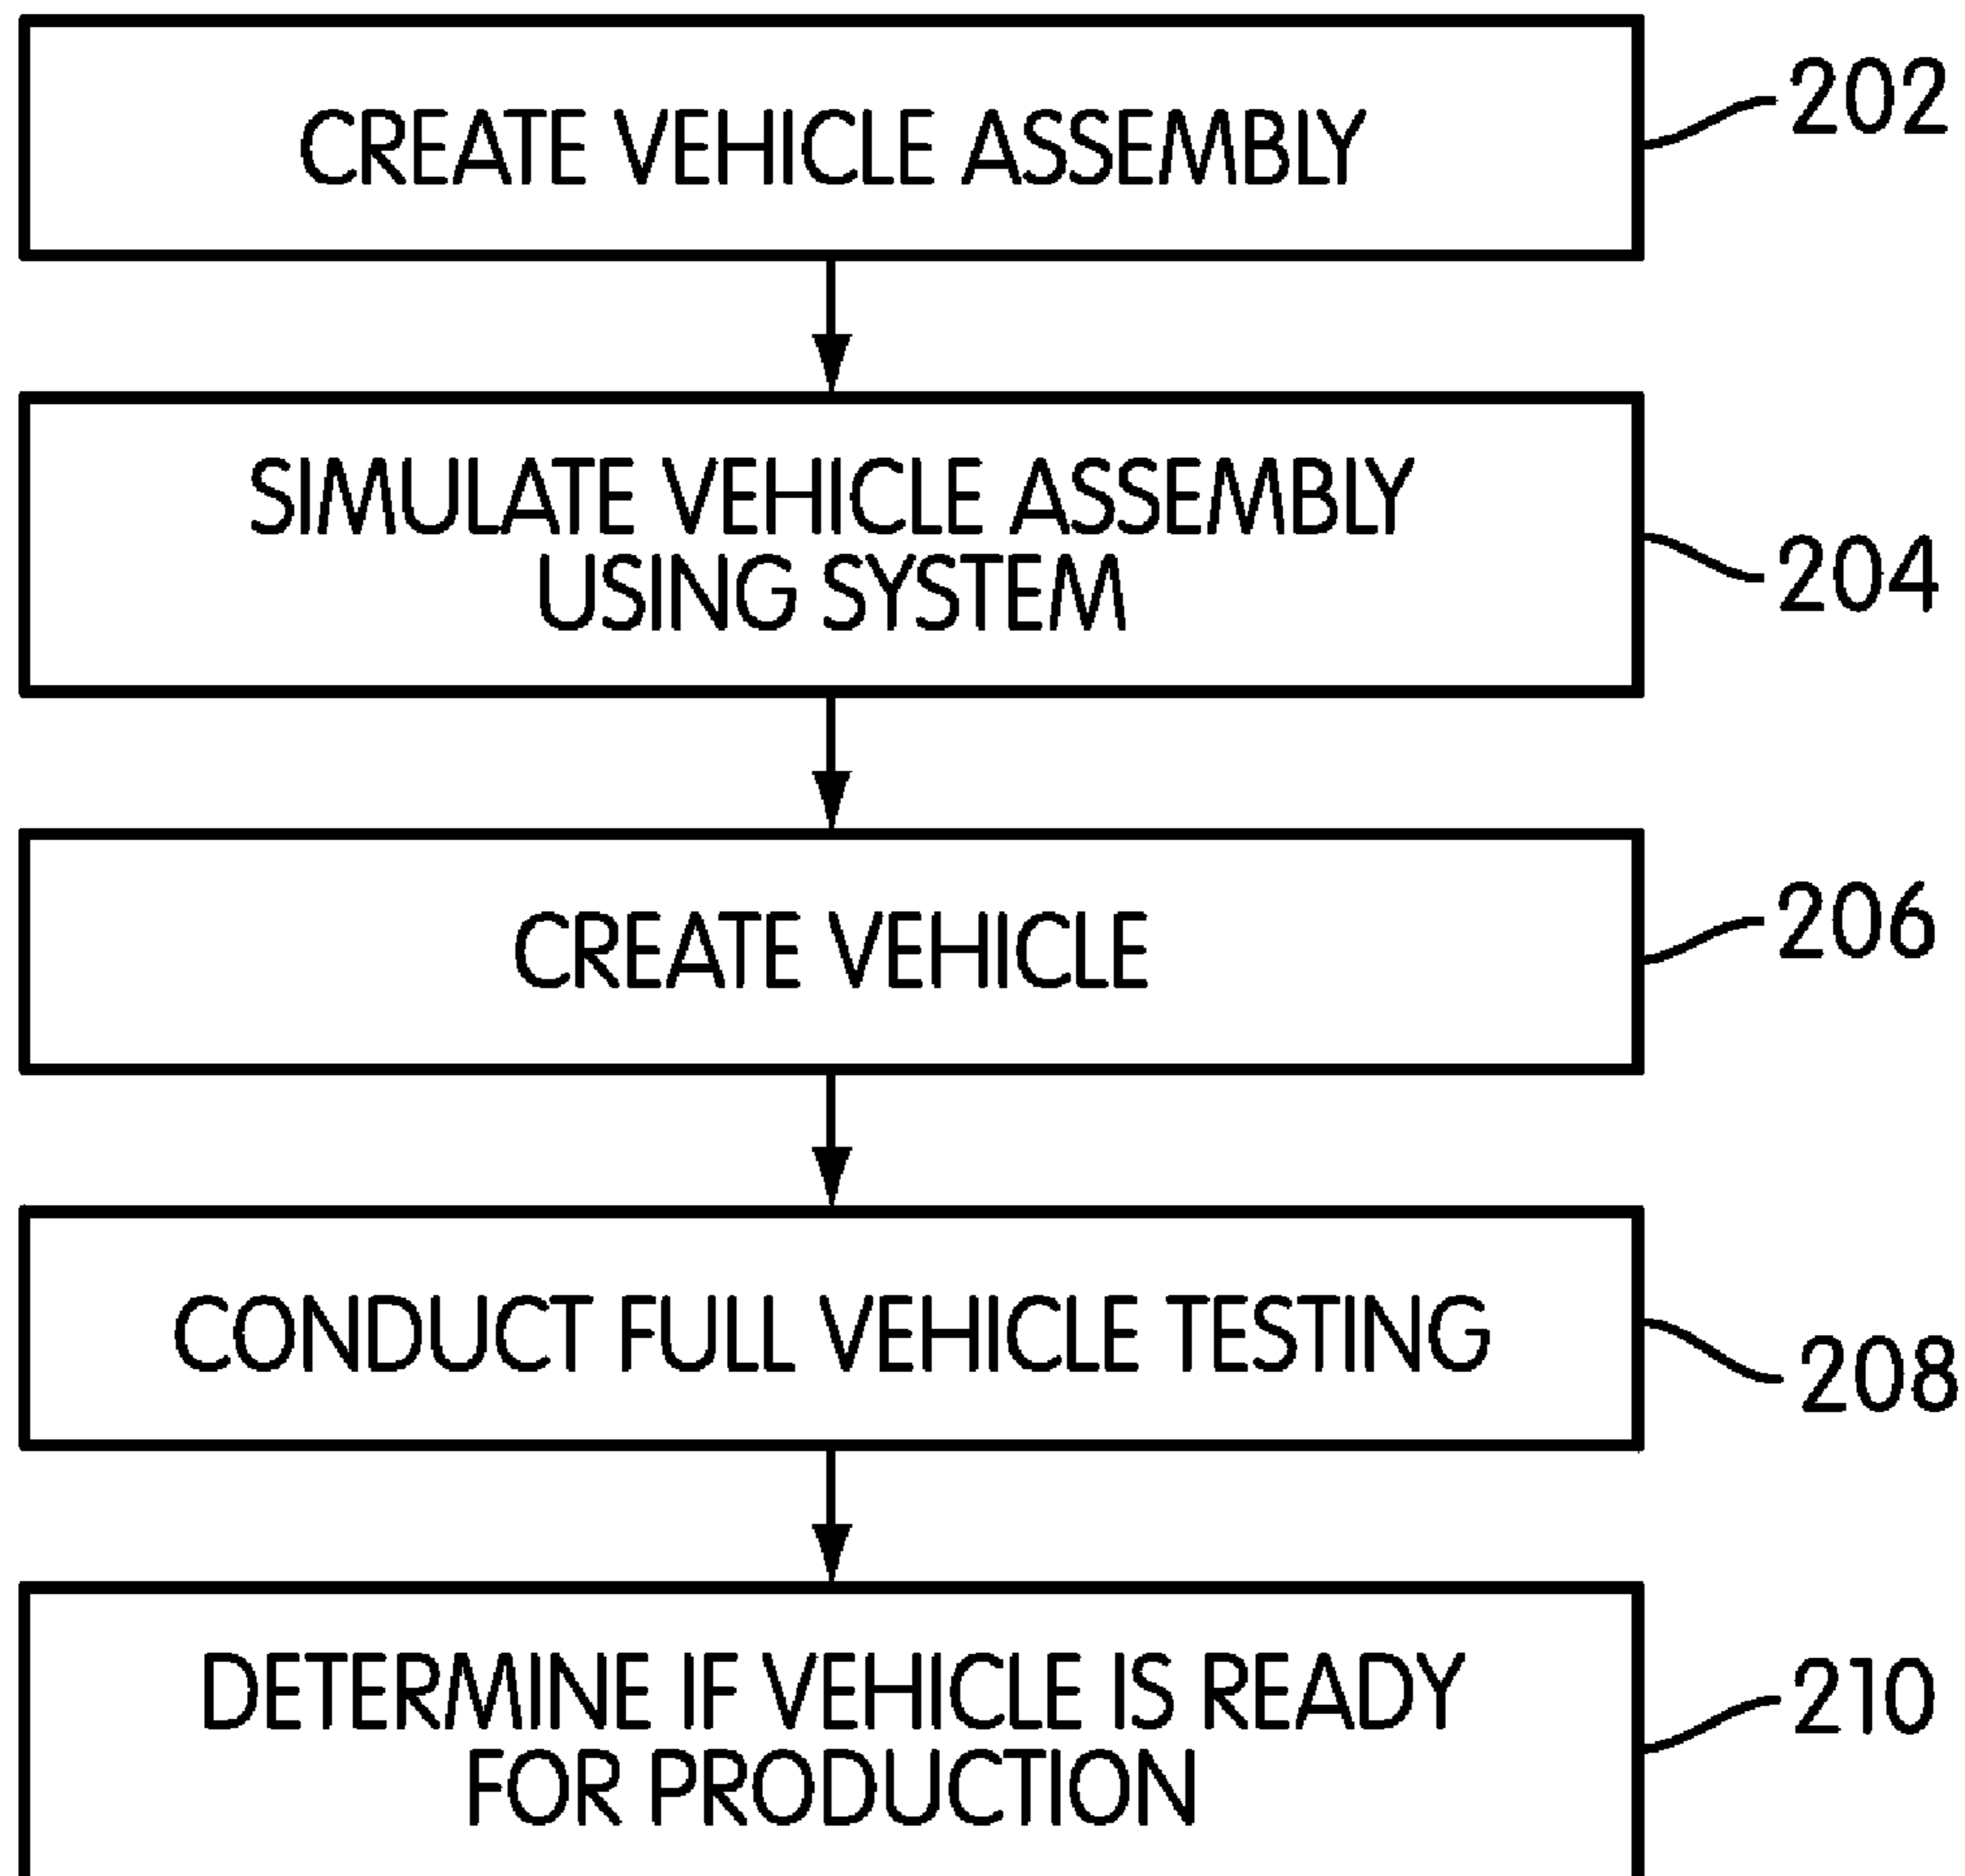 CREATE VEHICLE ASSEMBLY
202
SIMULATE VEHICLE ASSEMBLY
USING SYSTEM
204
CREATE VEHICLE
206
CONDUCT FULL VEHICLE TESTING
208
DETERMINE IF VEHICLE IS READY
FOR PRODUCTION
210